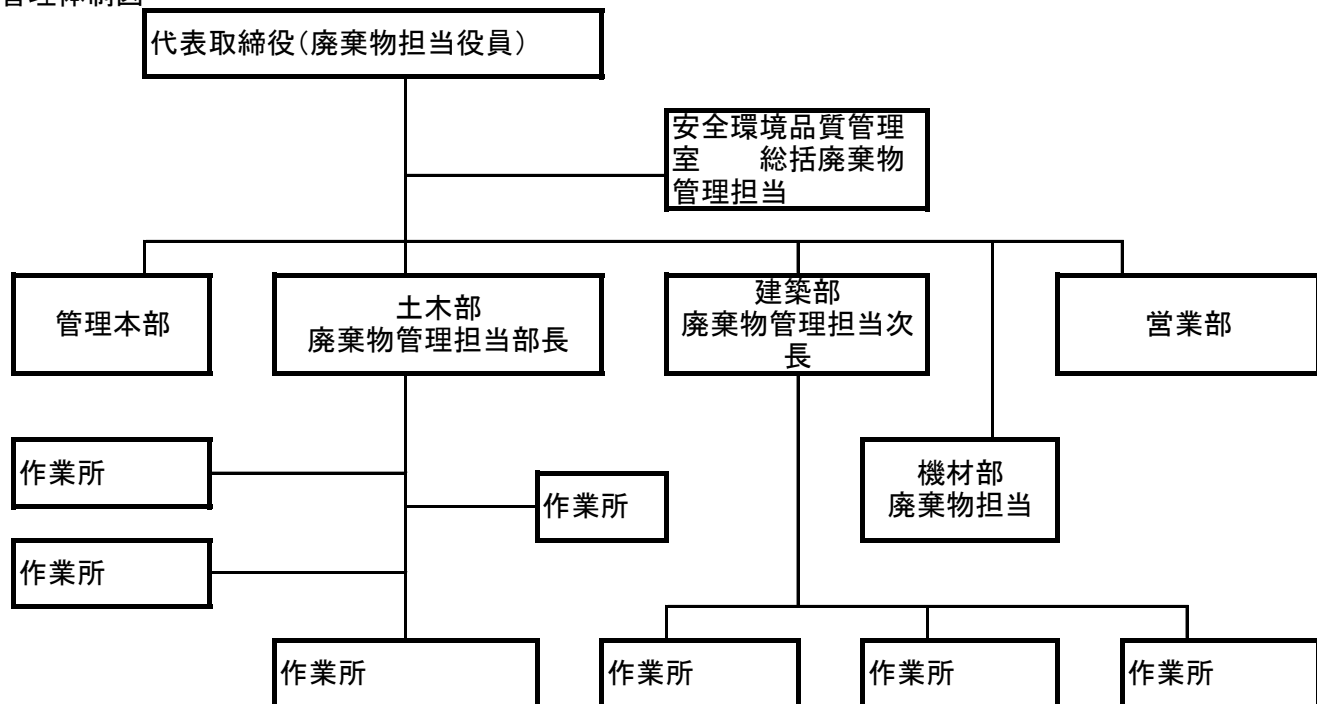 管理体制図
代表取締役（廃棄物担当役員）
安全環境品質管理
室　　総括廃棄物
管理担当
管理本部
土木部
廃棄物管理担当部長
建築部
廃棄物管理担当次
長
営業部
作業所
作業所
機材部
廃棄物担当
作業所
作業所
作業所
作業所
作業所